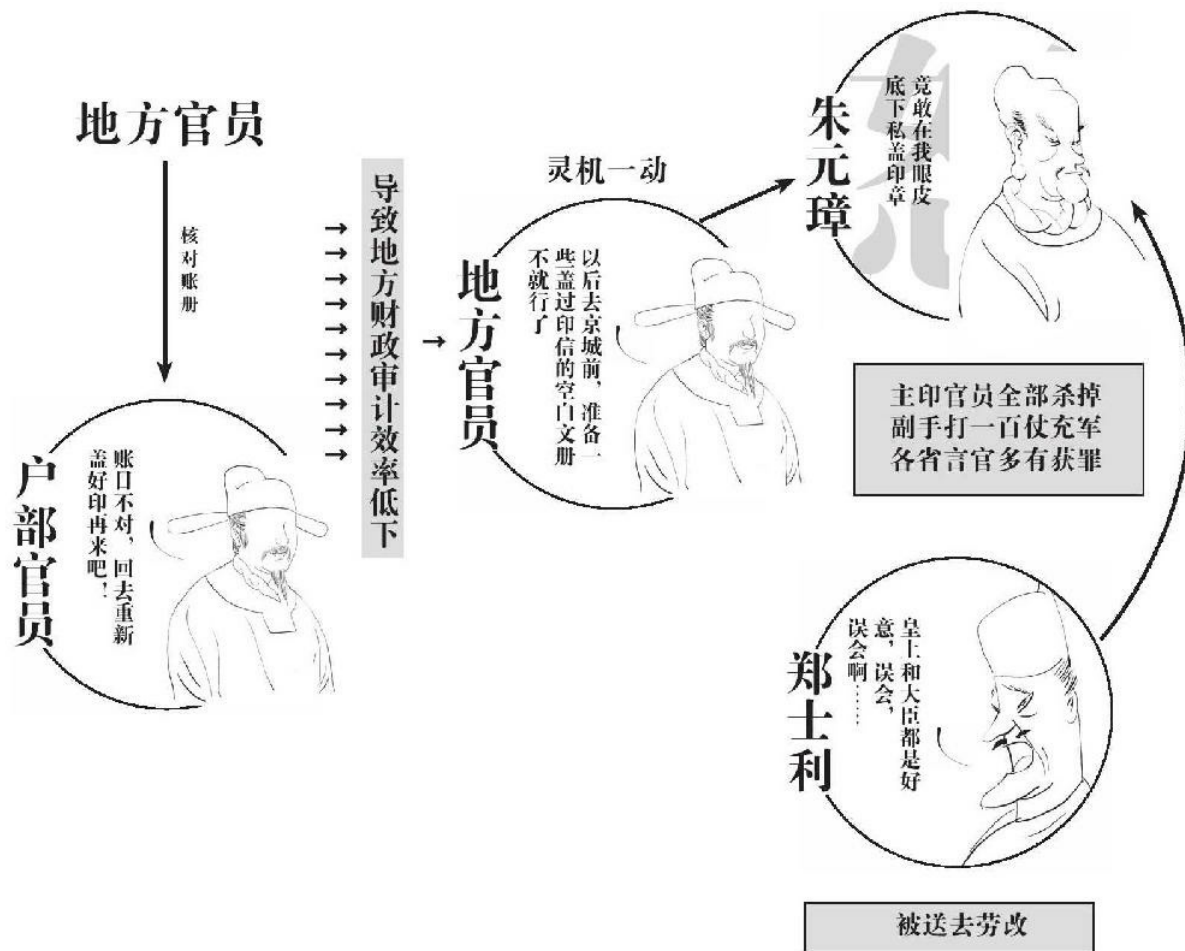 地方官员
核对账册
户部官员
账目不对，回去重新
盖好印再来吧！
导致地方财政审计效率低下
灵机一动
地方官员
以后去京城前，准备一
些盖过印信的空白文册
不就行了
朱元璋
竟敢在我眼皮
底下私盖印章
主印官员全部杀掉
副手打一百仗充军
各省言官多有获罪
郑士利
皇上和大臣都是好
意，误会，
误会啊……
被送去劳改